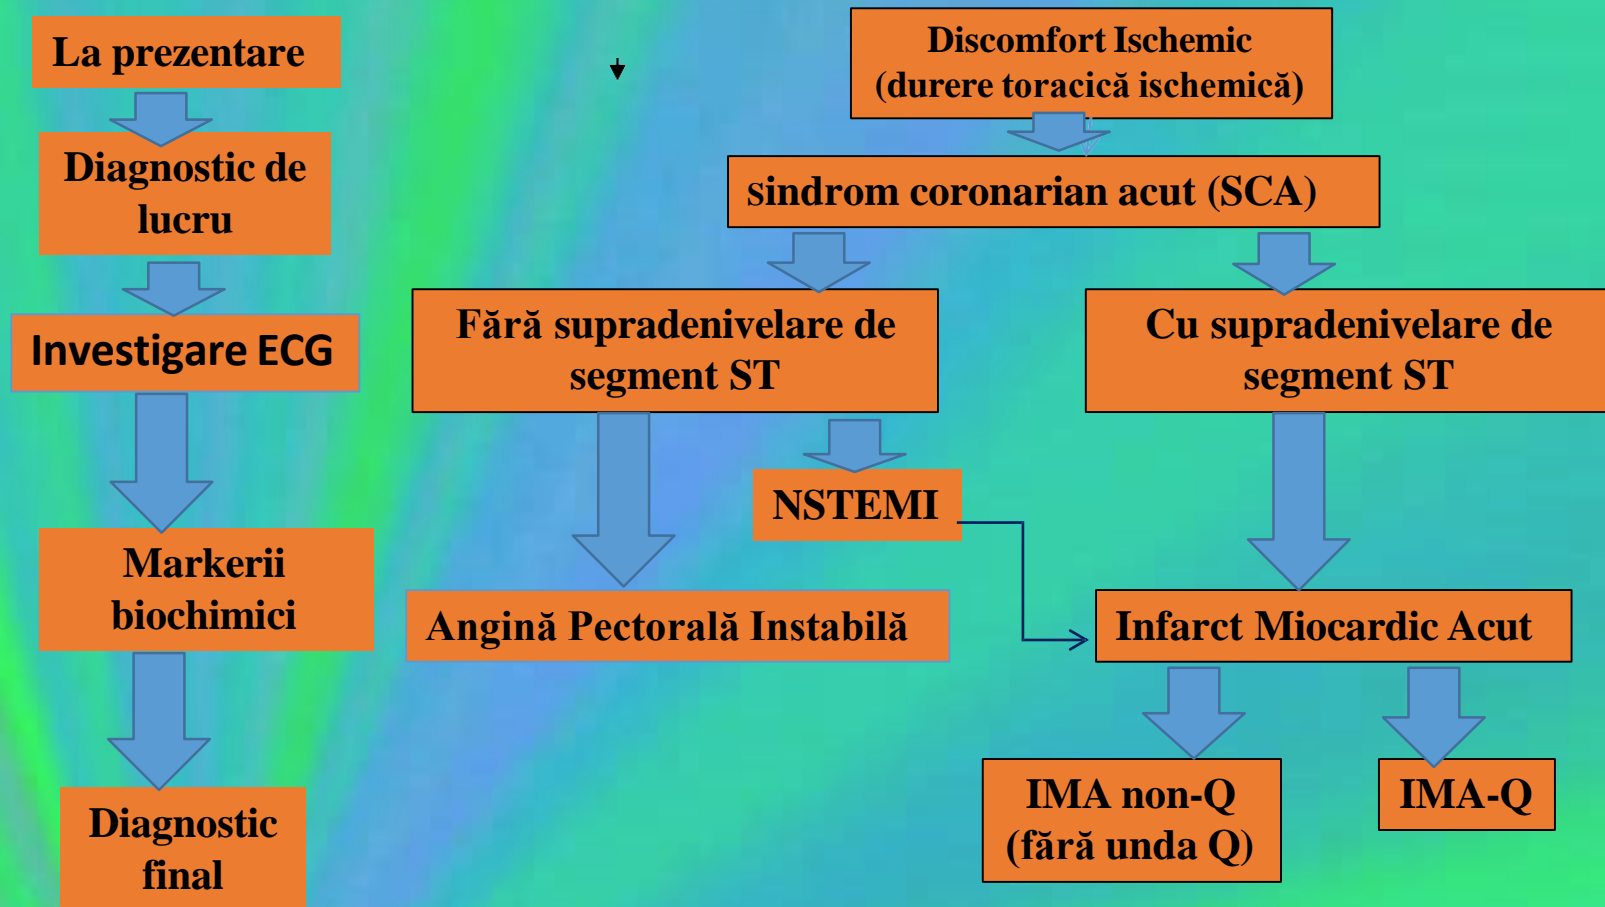 La prezentare
Diagnostic de
lucru
Investigare ECG
Markerii
biochimici
Diagnostic
final
Discomfort Ischemic
(durere toracică ischemică)
Sindrom coronarian acut (SCA)
Fără supradenivelare de
segment ST
Cu supradenivelare de
segment ST
NSTEMI
Angină Pectorală Instabilă
Infarct Miocardic Acut
IMA non-Q
(fără unda Q)
IMA-Q